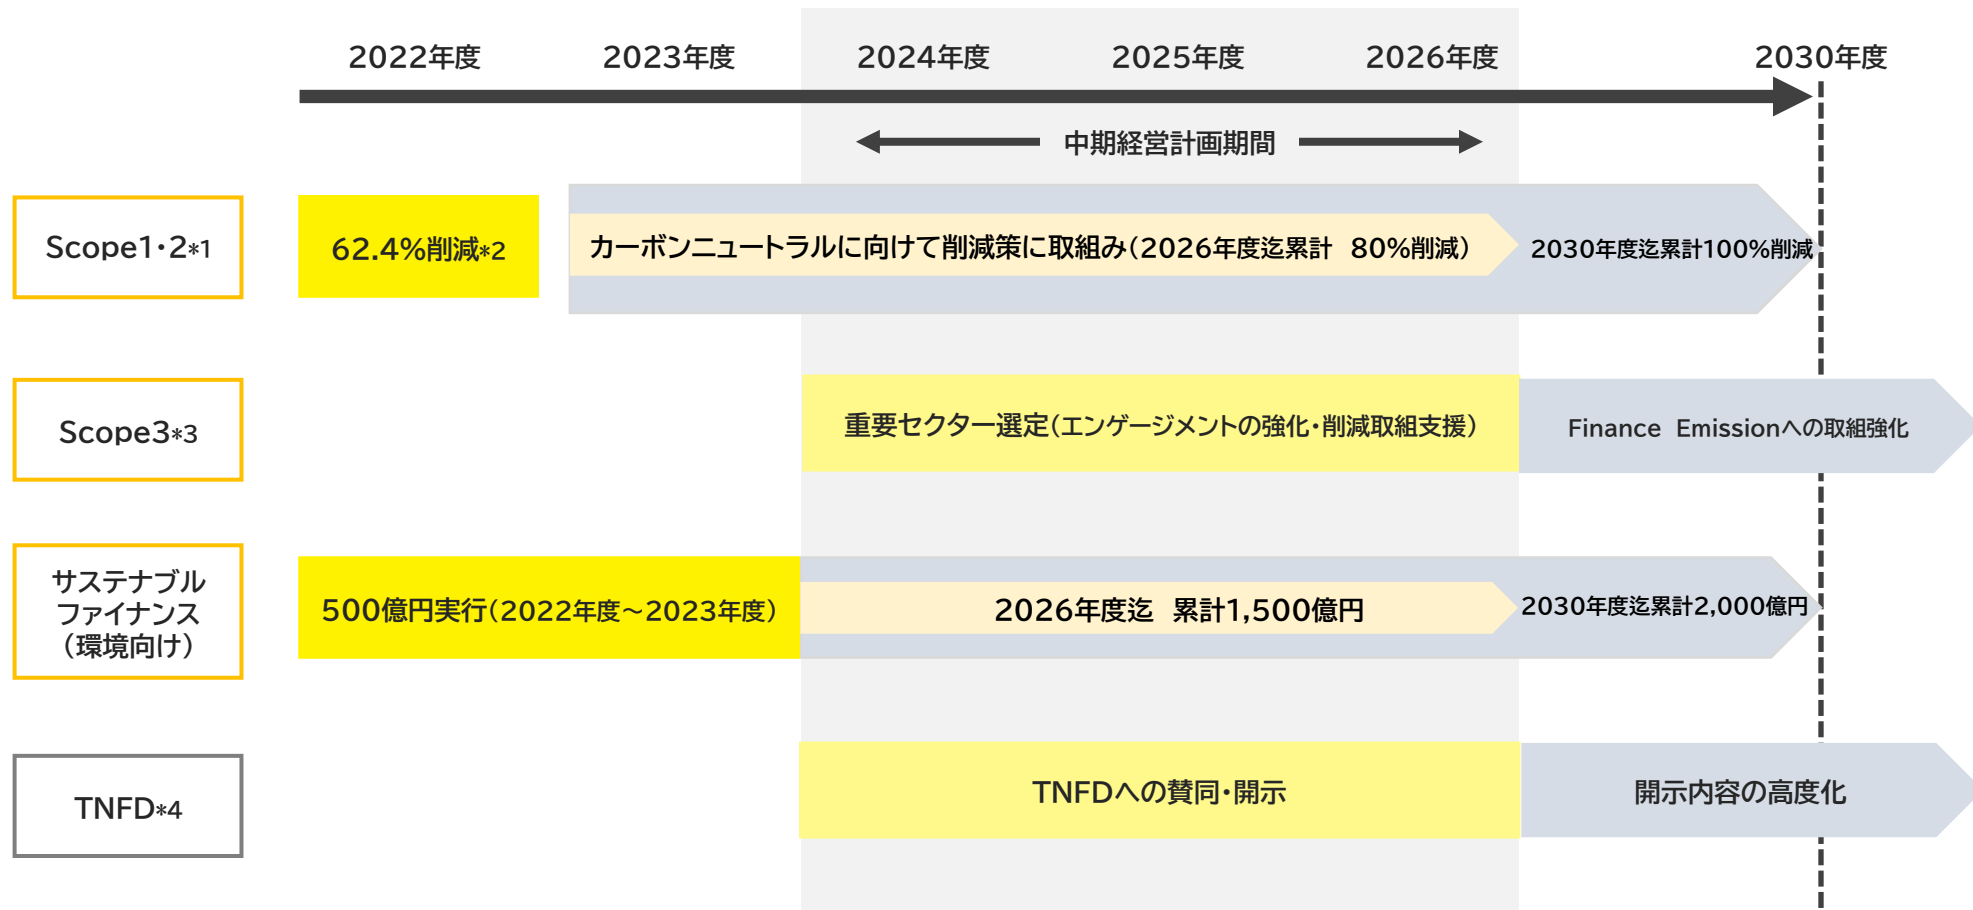 2022年度 2023年度 2024年度 2025年度 2026年度 2030年度
中期経営計画期間
Scope1・2*1
62.4%削減*2
カーボンニュートラルに向けて削減策に取組み(2026年度迄累計 80%削減)
2030年度迄累計100%削減
Scope3*3
重要セクター選定(エンゲージメントの強化・削減取組支援)
Finance Emissionへの取組強化
サステナブル
ファイナンス
(環境向け)
500億円実行(2022年度~2023年度)
2026年度迄 累計1,500億円
2030年度迄累計2,000億円
TNFD*4
TNFDへの賛同・開示
開示内容の高度化